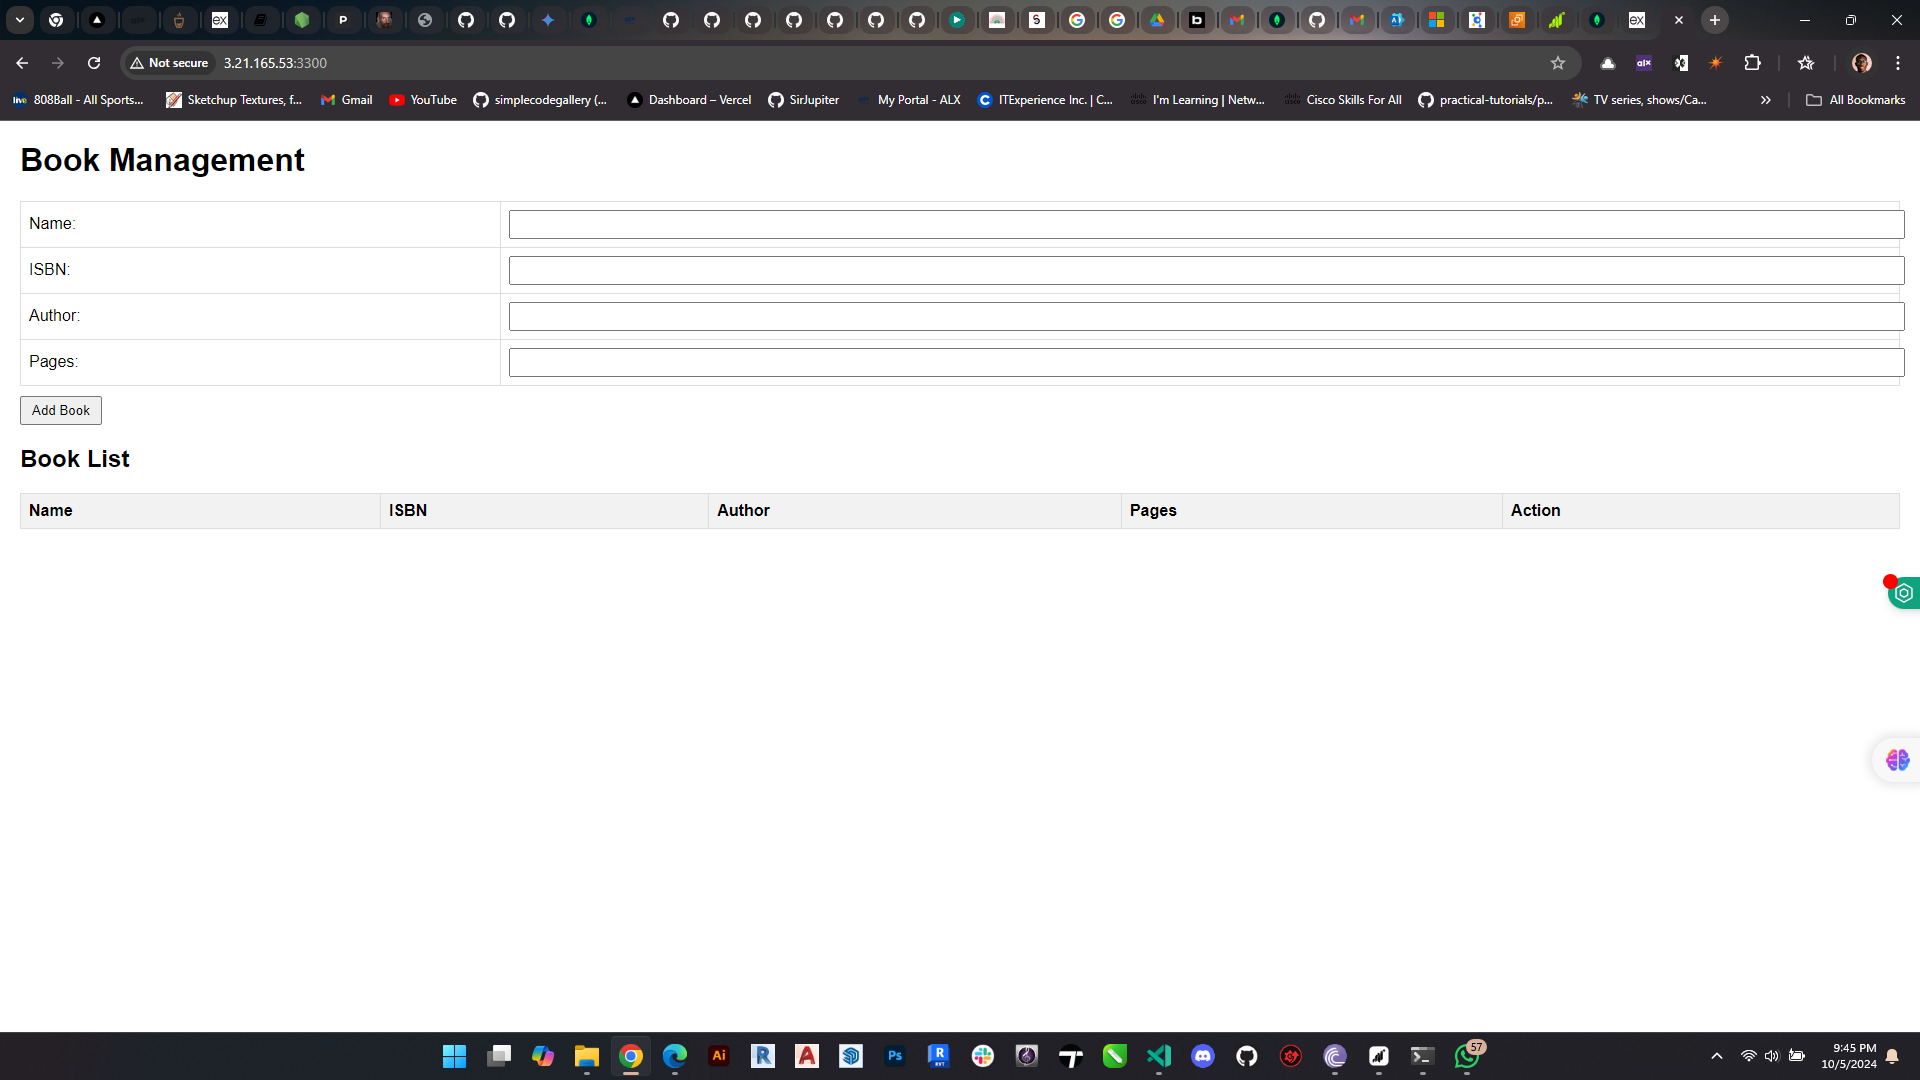 Not secure
3.21.165.53:3300
808Ball - All Sports...
Sketchup Textures, f...
Gmail
YouTube
simplecodegallery (...
Dashboard – Vercel
SirJupiter
My Portal - ALX
ITExperience Inc. | C...
I'm Learning | Netw...
Cisco Skills For All
practical-tutorials/p...
TV series, shows/Ca...
All Bookmarks
Book Management
Name:
ISBN:
Author:
Pages:
Add Book
Book List
Name ISBN Author Pages Action
57
9:45 PM
10/5/2024